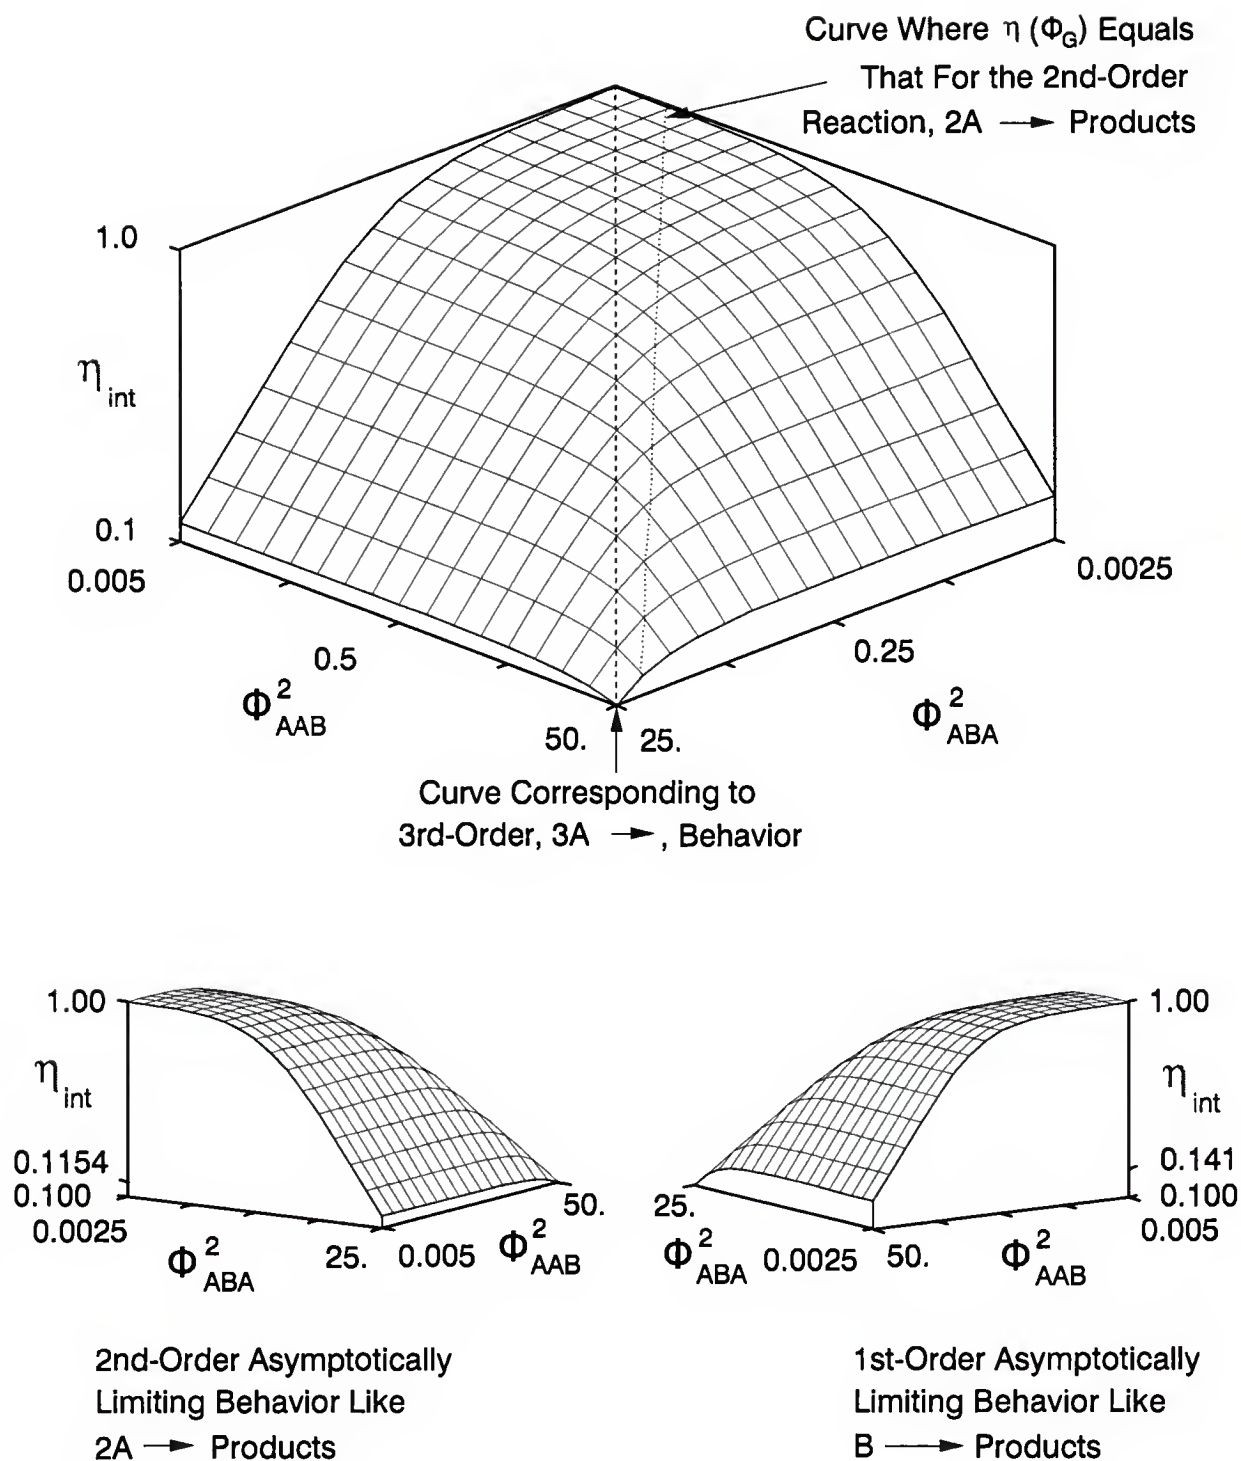 Curve Where η (Φ_G) Equals
That For the 2nd-Order
Reaction, 2A → Products
1.0
η_int
0.1
0.005
0.5
Φ²_AAB
50.
25.
0.0025
0.25
Φ²_ABA
Curve Corresponding to
3rd-Order, 3A → , Behavior
1.00
η_int
0.1154
0.100
0.0025
Φ²_ABA
25.
0.005
Φ²_AAB
50.
1.00
η_int
0.141
0.100
0.005
25.
Φ²_ABA
0.0025
50.
Φ²_AAB
2nd-Order Asymptotically
Limiting Behavior Like
2A → Products
1st-Order Asymptotically
Limiting Behavior Like
B → Products